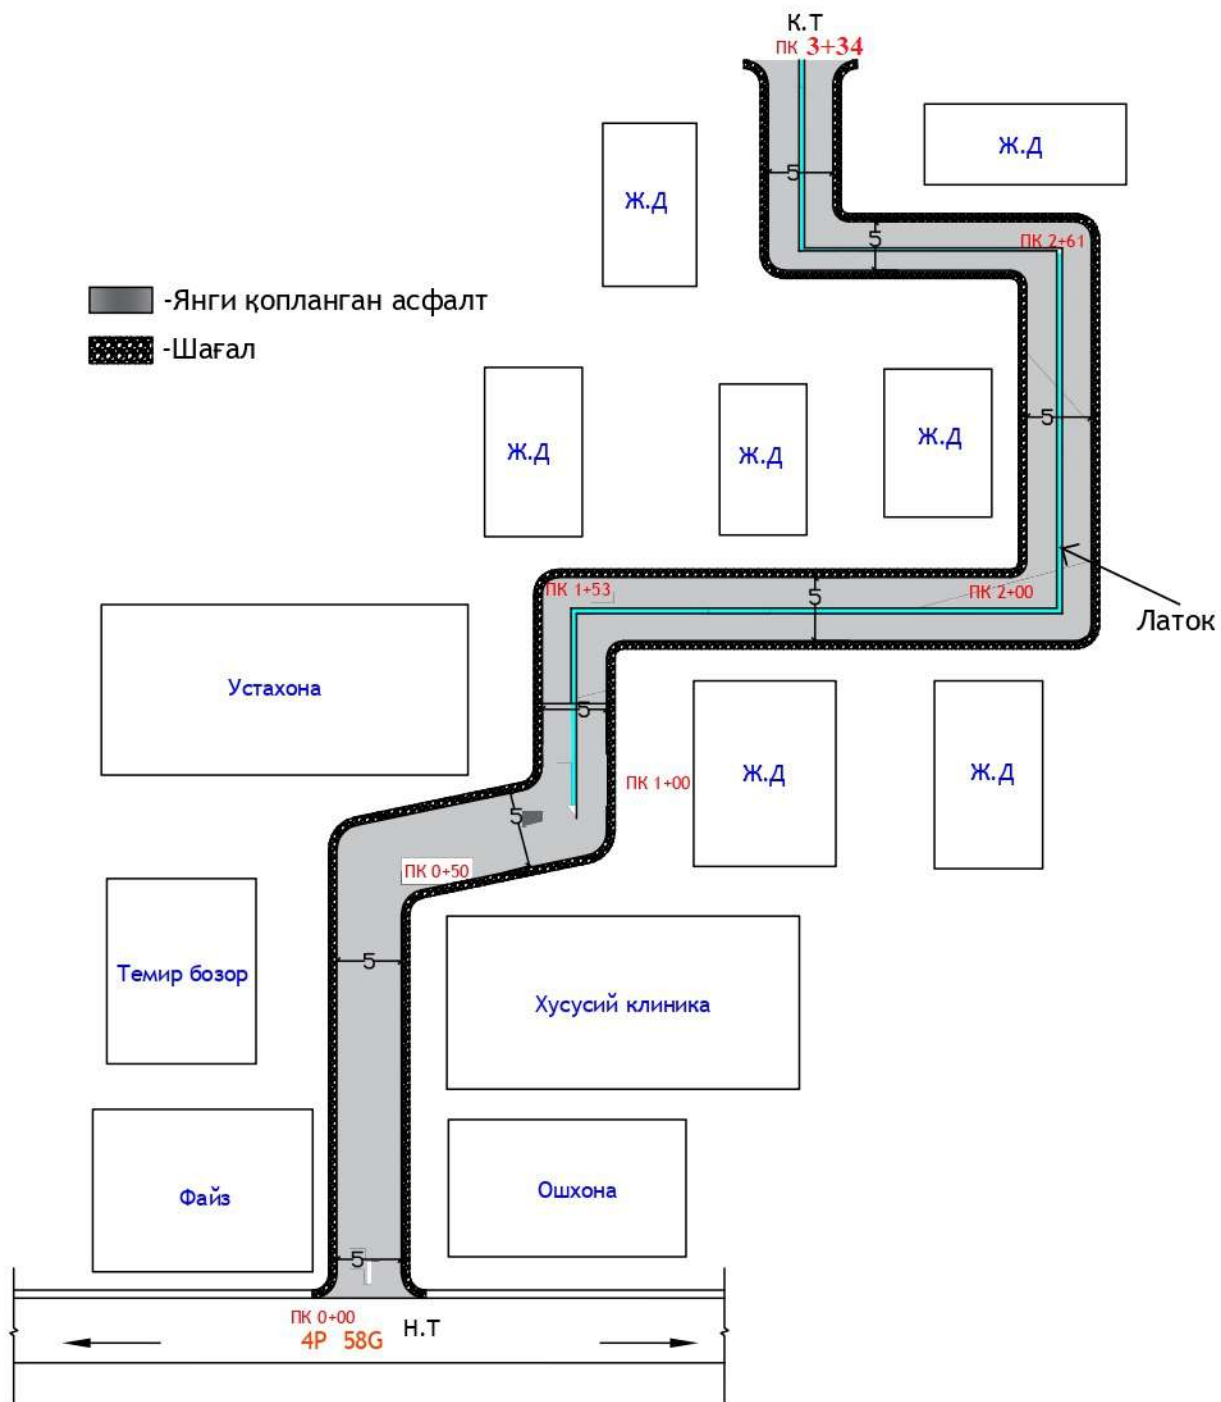 К.Т
ПК 3+34
Ж.Д
Ж.Д
5
5
ПК 2+61
-Янги қопланган асфалт
-Шағал
Ж.Д
Ж.Д
Ж.Д
5
ПК 1+53
5
ПК 2+00
Латок
Устахона
5
Ж.Д
Ж.Д
ПК 1+00
5
ПК 0+50
5
Темир бозор
Хусусий клиника
Файз
Ошхона
5
ПК 0+00
Н.Т
4Р 58G